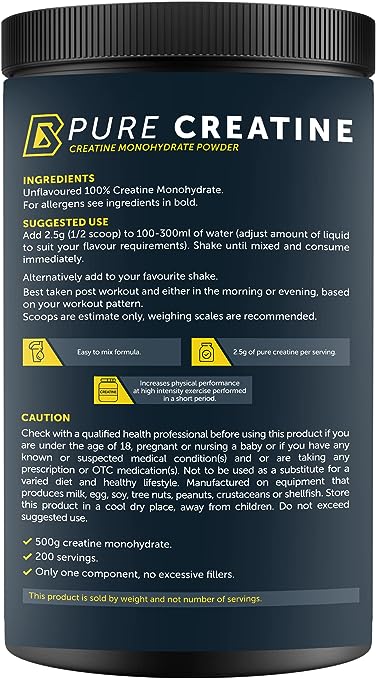 B PURE CREATINE
CREATINE MONOHYDRATE POWDER
INGREDIENTS
Unflavoured 100% Creatine Monohydrate.
For allergens see ingredients in bold.
SUGGESTED USE
Add 2.5g (1/2 scoop) to 100-300ml of water (adjust amount of liquid
to suit your flavour requirements). Shake until mixed and consume
immediately.
Alternatively add to your favourite shake.
Best taken post workout and either in the morning or evening, based
on your workout pattern.
Scoops are estimate only, weighing scales are recommended.
Easy to mix formula.
2.5g of pure creatine per serving.
CREATINE
Increases physical performance
at high intensity exercise performed
in a short period.
CAUTION
Check with a qualified health professional before using this product if you
are under the age of 18, pregnant or nursing a baby or if you have any
known or suspected medical condition(s) and or are taking any
prescription or OTC medication(s). Not to be used as a substitute for a
varied diet and healthy lifestyle. Manufactured on equipment that
produces milk, egg, soy, tree nuts, peanuts, crustaceans or shellfish. Store
this product in a cool dry place, away from children. Do not exceed
suggested use.
✓ 500g creatine monohydrate.
✓ 200 servings.
✓ Only one component, no excessive fillers.
This product is sold by weight and not number of servings.